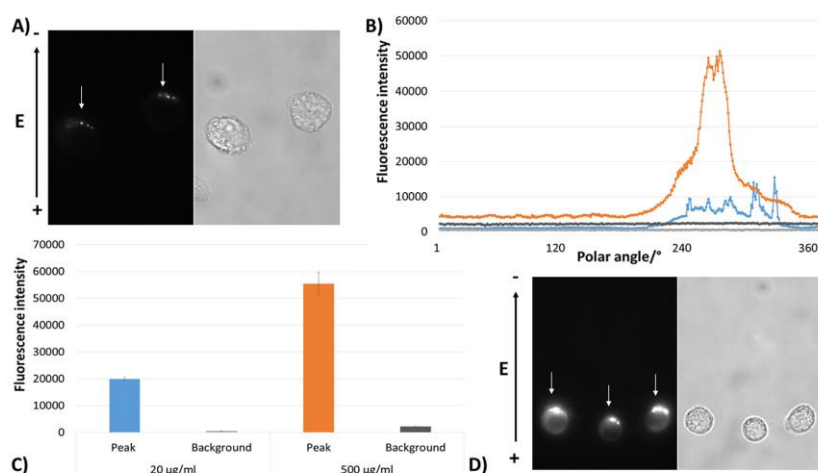 A)
-
E
+
B)
Fluorescence intensity
60000
50000
40000
30000
20000
10000
0
1
120
240
360
Polar angle/°
C)
Fluorescence intensity
70000
60000
50000
40000
30000
20000
10000
0
Peak
Background
Peak
Background
20 µg/ml
500 µg/ml
D)
-
E
+